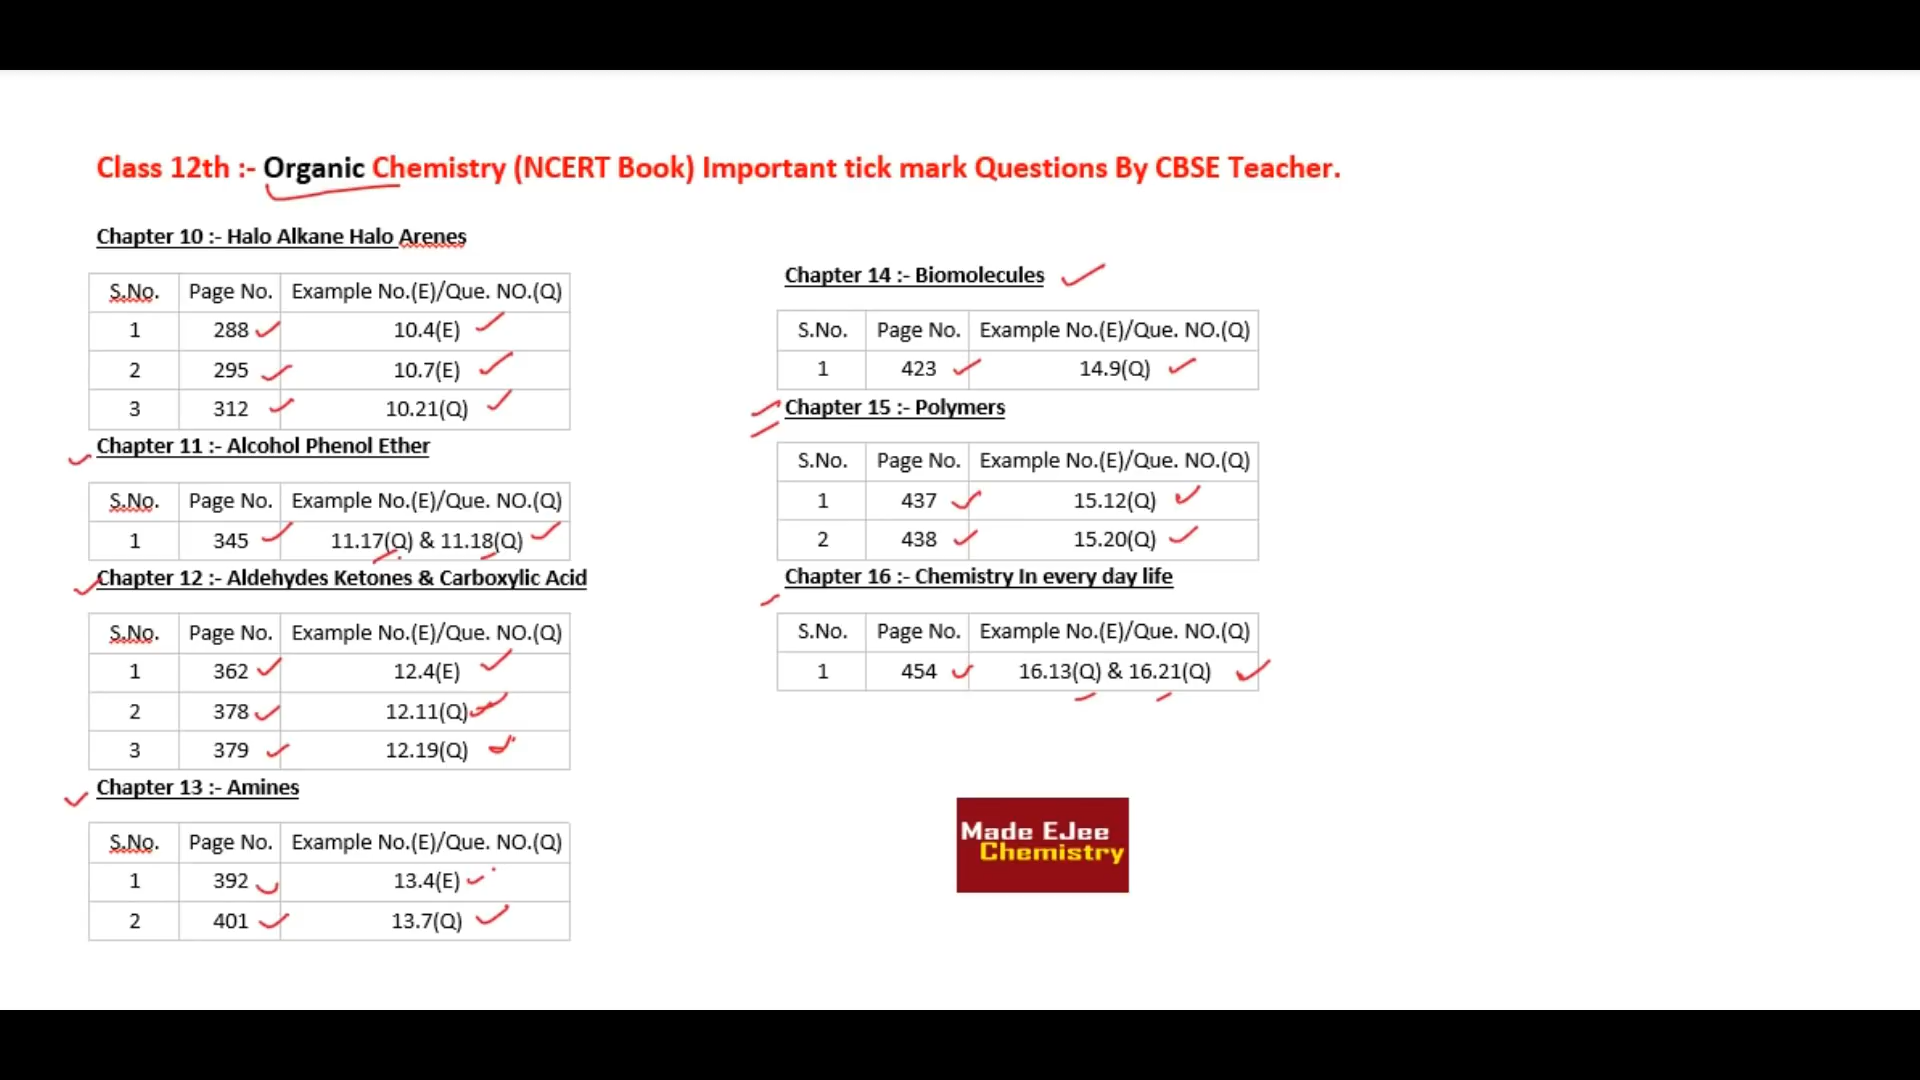 Class 12th :- Organic Chemistry (NCERT Book) Important tick mark Questions By CBSE Teacher.
Chapter 10 :- Halo Alkane Halo Arenes
S.No. Page No. Example No.(E)/Que. NO.(Q)
1 288 10.4(E)
2 295 10.7(E)
3 312 10.21(Q)
Chapter 11 :- Alcohol Phenol Ether
S.No. Page No. Example No.(E)/Que. NO.(Q)
1 345 11.17(Q) & 11.18(Q)
Chapter 12 :- Aldehydes Ketones & Carboxylic Acid
S.No. Page No. Example No.(E)/Que. NO.(Q)
1 362 12.4(E)
2 378 12.11(Q)
3 379 12.19(Q)
Chapter 13 :- Amines
S.No. Page No. Example No.(E)/Que. NO.(Q)
1 392 13.4(E)
2 401 13.7(Q)
Chapter 14 :- Biomolecules
S.No. Page No. Example No.(E)/Que. NO.(Q)
1 423 14.9(Q)
Chapter 15 :- Polymers
S.No. Page No. Example No.(E)/Que. NO.(Q)
1 437 15.12(Q)
2 438 15.20(Q)
Chapter 16 :- Chemistry In every day life
S.No. Page No. Example No.(E)/Que. NO.(Q)
1 454 16.13(Q) & 16.21(Q)
Made EJee
Chemistry